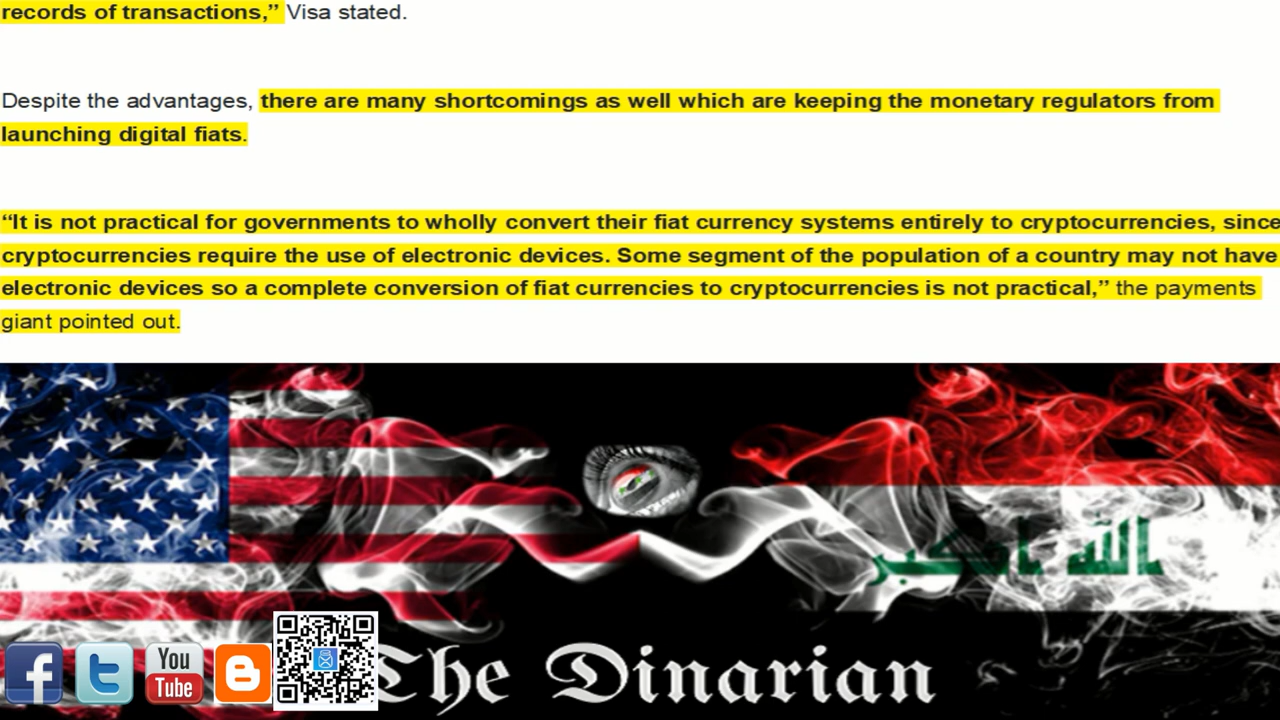 records of transactions,” Visa stated.
Despite the advantages, there are many shortcomings as well which are keeping the monetary regulators from
launching digital fiats.
“It is not practical for governments to wholly convert their fiat currency systems entirely to cryptocurrencies, since
cryptocurrencies require the use of electronic devices. Some segment of the population of a country may not have
electronic devices so a complete conversion of fiat currencies to cryptocurrencies is not practical,” the payments
giant pointed out.
الله اكبر
You
Tube
The Dinarian